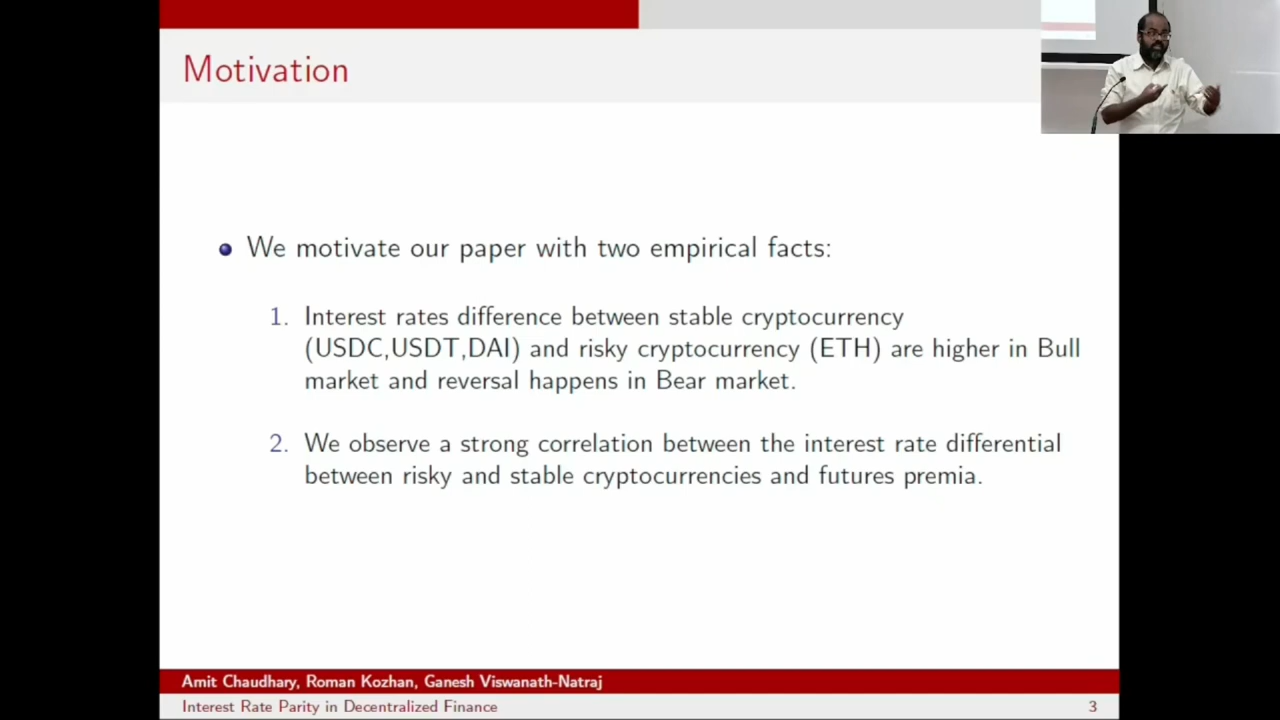 Motivation
We motivate our paper with two empirical facts:
1. Interest rates difference between stable cryptocurrency
(USDC,USDT,DAI) and risky cryptocurrency (ETH) are higher in Bull
market and reversal happens in Bear market.
2. We observe a strong correlation between the interest rate differential
between risky and stable cryptocurrencies and futures premia.
Amit Chaudhary, Roman Kozhan, Ganesh Viswanath-Natraj
Interest Rate Parity in Decentralized Finance 3